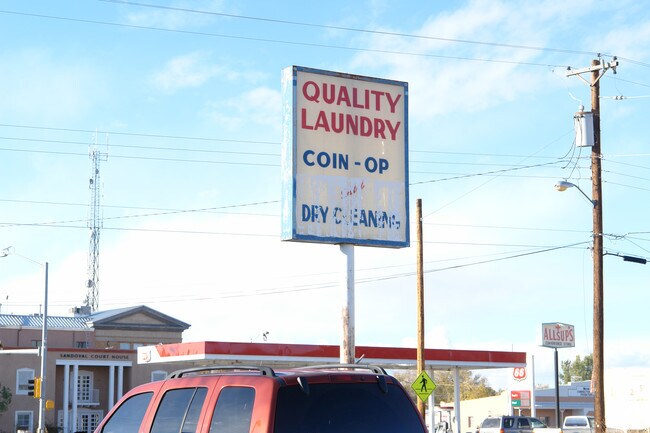 QUALITY
LAUNDRY
COIN-OP
DRY CLEANING
SANDOVAL COURT HOUSE
ALLSUP'S